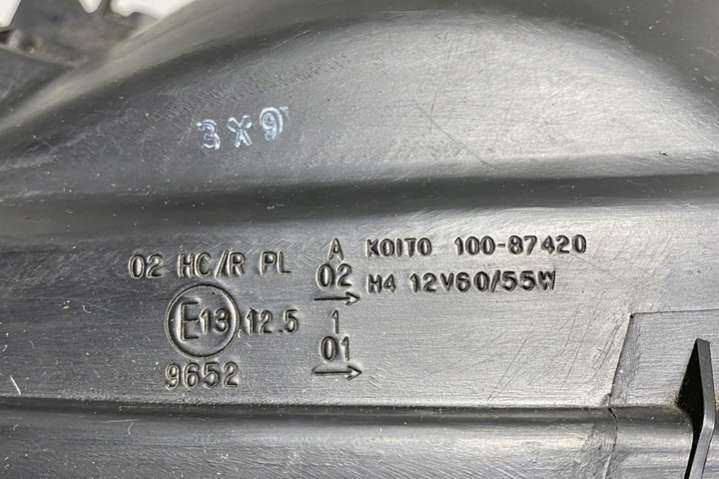 3X9
A KOITO 100-87420
02 HC/R PL 02 H4 12V60/55W
E13 12.5 1
01
9652